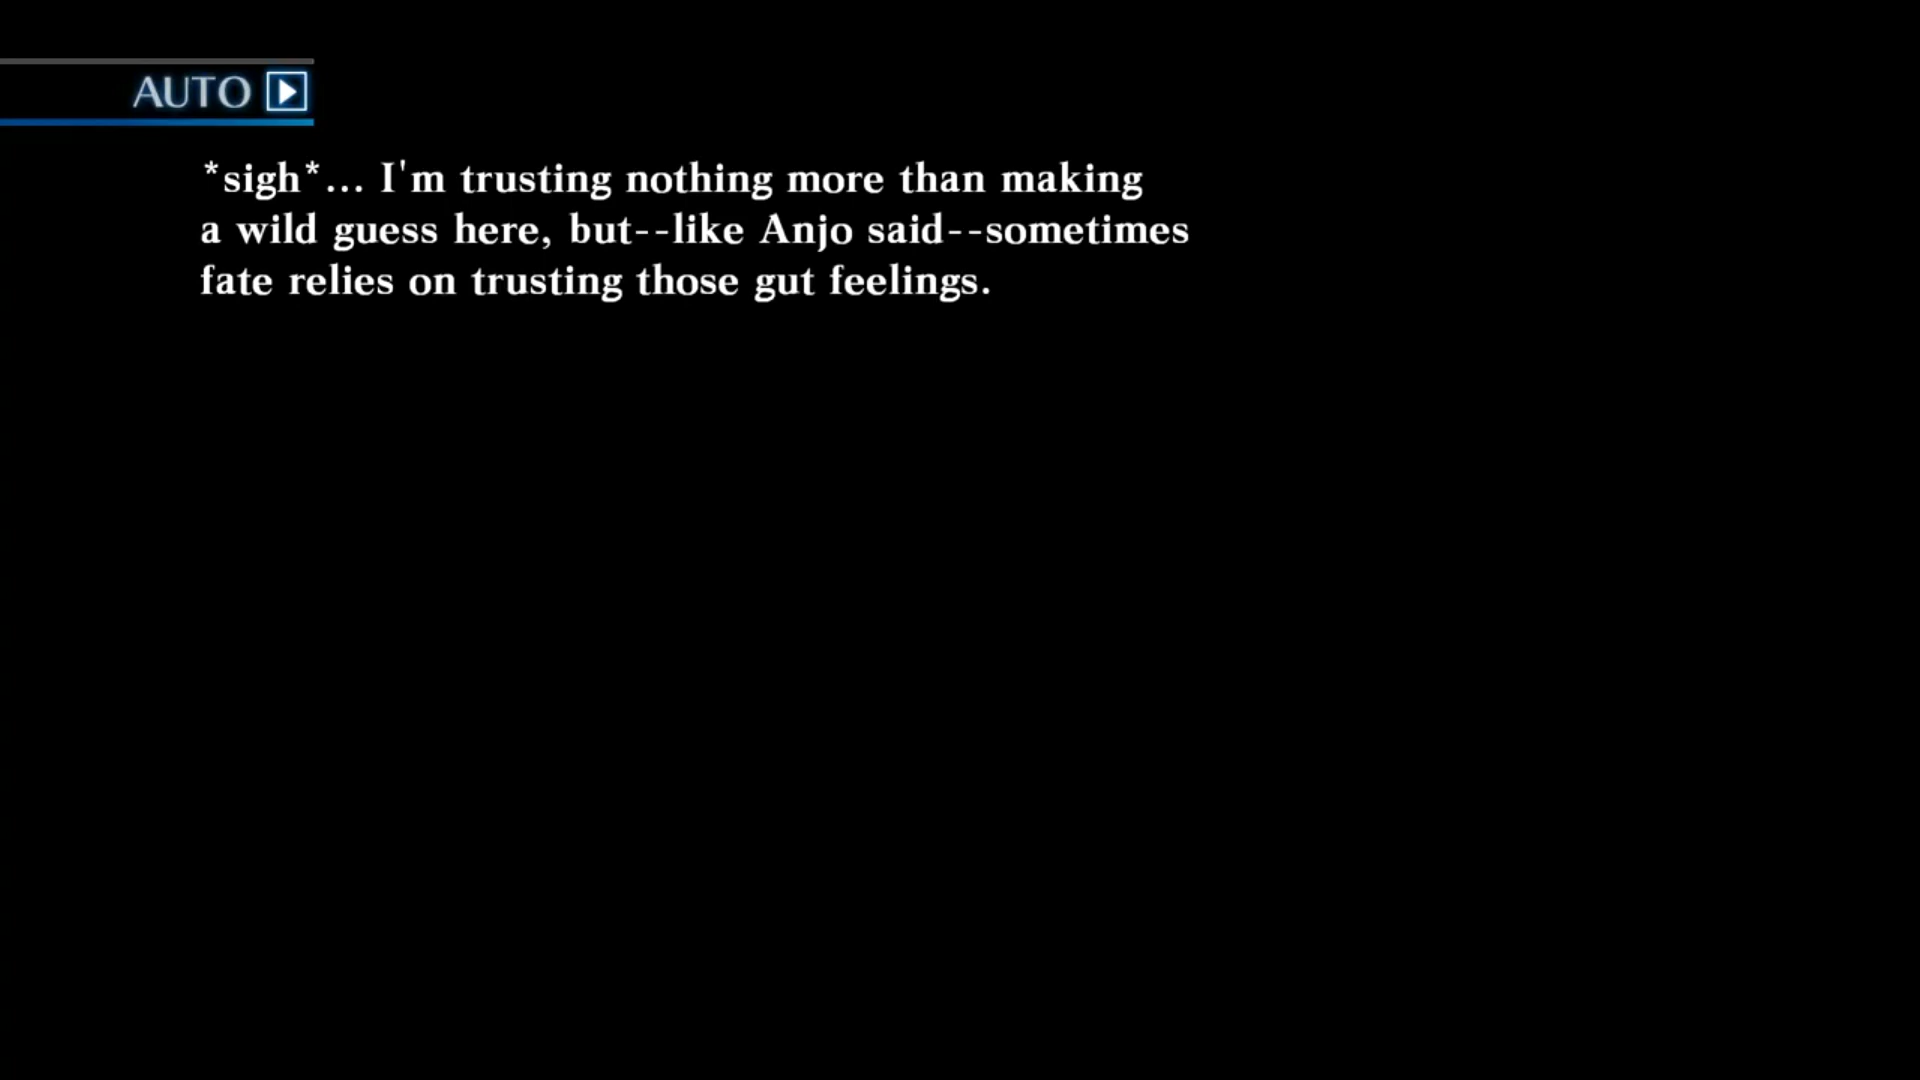 AUTO
*sigh*... I'm trusting nothing more than making
a wild guess here, but--like Anjo said--sometimes
fate relies on trusting those gut feelings.